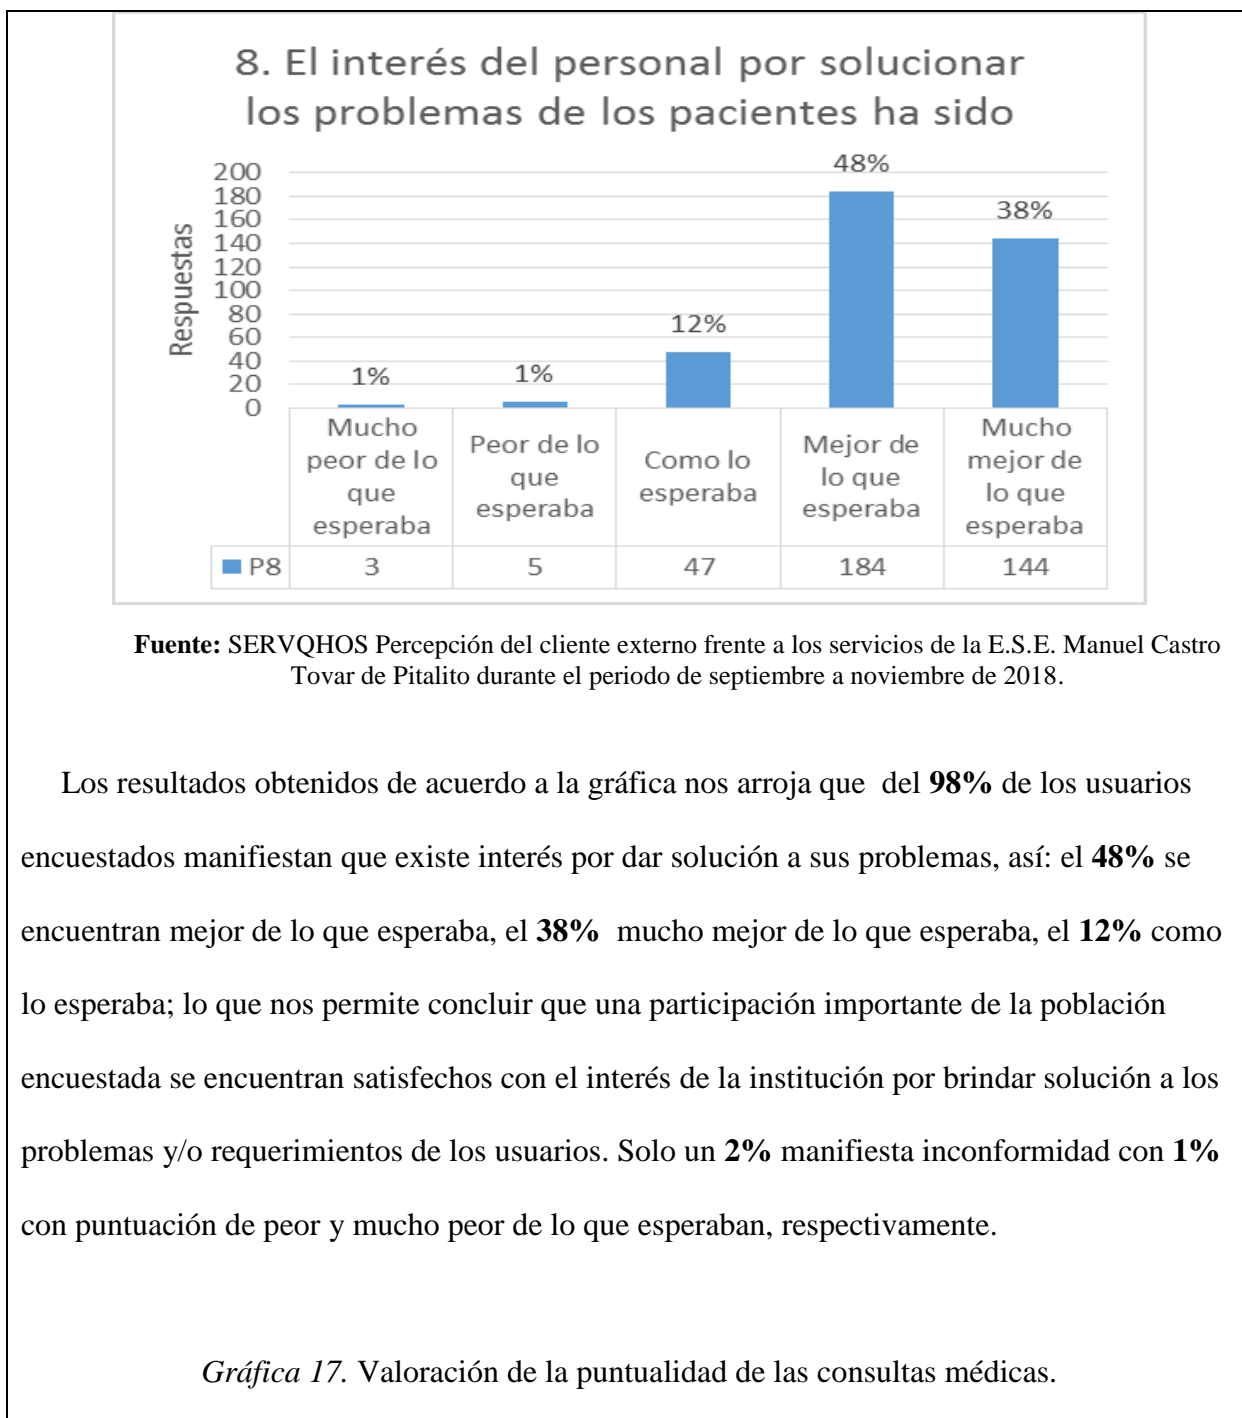 8. El interés del personal por solucionar
los problemas de los pacientes ha sido
Respuestas
200
180
160
140
120
100
80
60
40
20
0
1%
1%
12%
48%
38%
Mucho
peor de lo
que
esperaba
Peor de lo
que
esperaba
Como lo
esperaba
Mejor de
lo que
esperaba
Mucho
mejor de
lo que
esperaba
P8 3 5 47 184 144
Fuente: SERVQHOS Percepción del cliente externo frente a los servicios de la E.S.E. Manuel Castro
Tovar de Pitalito durante el periodo de septiembre a noviembre de 2018.
Los resultados obtenidos de acuerdo a la gráfica nos arroja que del 98% de los usuarios
encuestados manifiestan que existe interés por dar solución a sus problemas, así: el 48% se
encuentran mejor de lo que esperaba, el 38% mucho mejor de lo que esperaba, el 12% como
lo esperaba; lo que nos permite concluir que una participación importante de la población
encuestada se encuentran satisfechos con el interés de la institución por brindar solución a los
problemas y/o requerimientos de los usuarios. Solo un 2% manifiesta inconformidad con 1%
con puntuación de peor y mucho peor de lo que esperaban, respectivamente.
Gráfica 17. Valoración de la puntualidad de las consultas médicas.